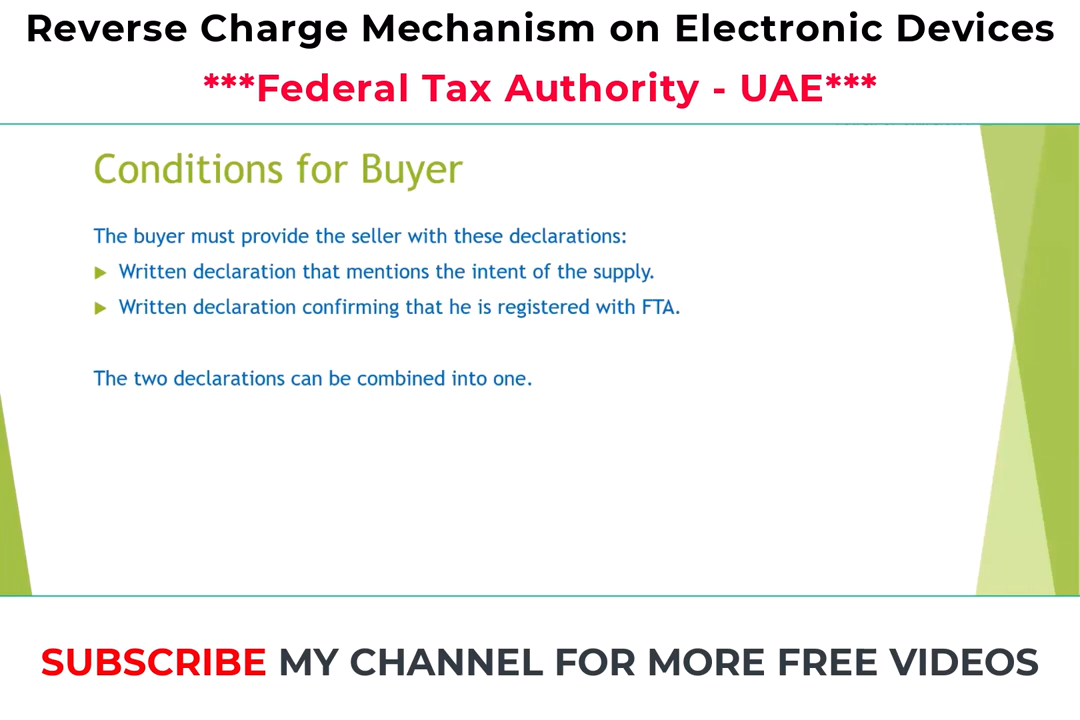 Reverse Charge Mechanism on Electronic Devices
***Federal Tax Authority - UAE***
Conditions for Buyer
The buyer must provide the seller with these declarations:
Written declaration that mentions the intent of the supply.
Written declaration confirming that he is registered with FTA.
The two declarations can be combined into one.
SUBSCRIBE MY CHANNEL FOR MORE FREE VIDEOS